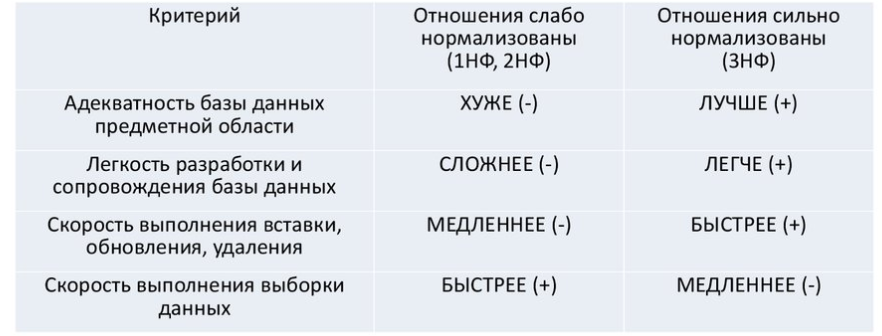 Критерий
Отношения слабо
нормализованы
(1НФ, 2НФ)
Отношения сильно
нормализованы
(3НФ)
Адекватность базы данных
предметной области
ХУЖЕ (-)
ЛУЧШЕ (+)
Легкость разработки и
сопровождения базы данных
СЛОЖНЕЕ (-)
ЛЕГЧЕ (+)
Скорость выполнения вставки,
обновления, удаления
МЕДЛЕННЕЕ (-)
БЫСТРЕЕ (+)
Скорость выполнения выборки
данных
БЫСТРЕЕ (+)
МЕДЛЕННЕЕ (-)